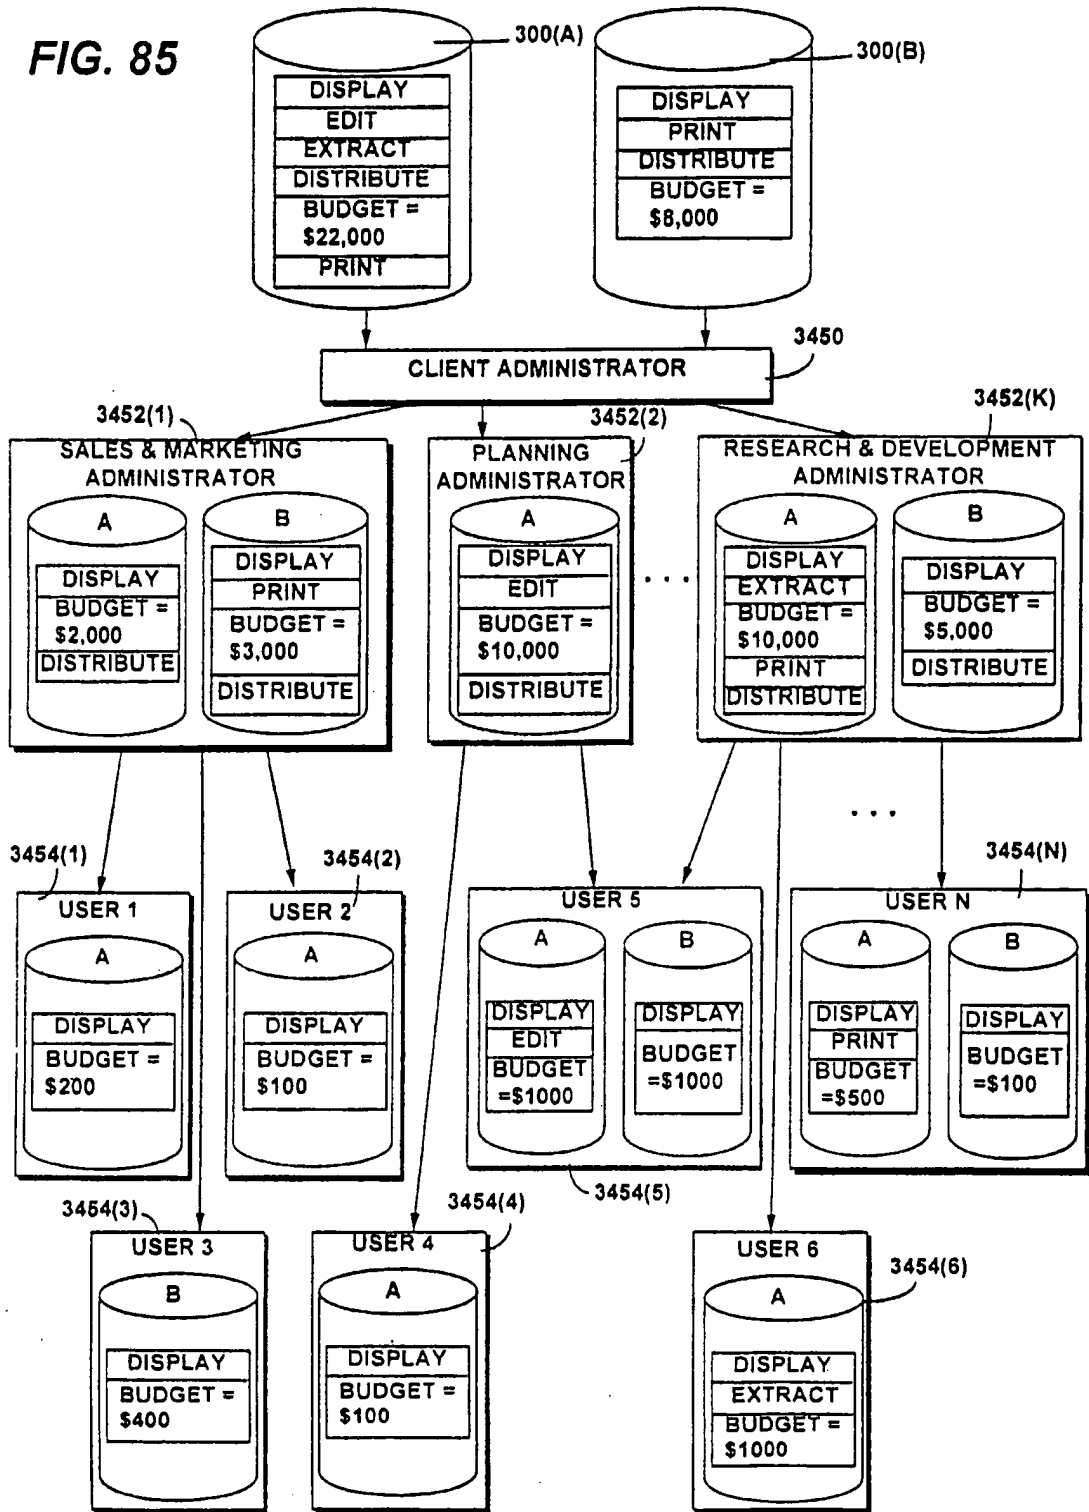 FIG. 85
300(A)
DISPLAY
EDIT
EXTRACT
DISTRIBUTE
BUDGET =
$22,000
PRINT
300(B)
DISPLAY
PRINT
DISTRIBUTE
BUDGET =
$8,000
3450
CLIENT ADMINISTRATOR
3452(1)
SALES & MARKETING
ADMINISTRATOR
A
DISPLAY
BUDGET =
$2,000
DISTRIBUTE
B
DISPLAY
PRINT
BUDGET =
$3,000
DISTRIBUTE
3452(2)
PLANNING
ADMINISTRATOR
A
DISPLAY
EDIT
BUDGET =
$10,000
DISTRIBUTE
. . .
3452(K)
RESEARCH & DEVELOPMENT
ADMINISTRATOR
A
DISPLAY
EXTRACT
BUDGET =
$10,000
PRINT
DISTRIBUTE
B
DISPLAY
BUDGET =
$5,000
DISTRIBUTE
. . .
3454(1)
USER 1
A
DISPLAY
BUDGET =
$200
3454(2)
USER 2
A
DISPLAY
BUDGET =
$100
USER 5
A
DISPLAY
EDIT
BUDGET
=$1000
B
DISPLAY
BUDGET
=$1000
3454(5)
3454(N)
USER N
A
DISPLAY
PRINT
BUDGET
=$500
B
DISPLAY
BUDGET
=$100
3454(3)
USER 3
B
DISPLAY
BUDGET =
$400
3454(4)
USER 4
A
DISPLAY
BUDGET =
$100
USER 6
3454(6)
A
DISPLAY
EXTRACT
BUDGET =
$1000